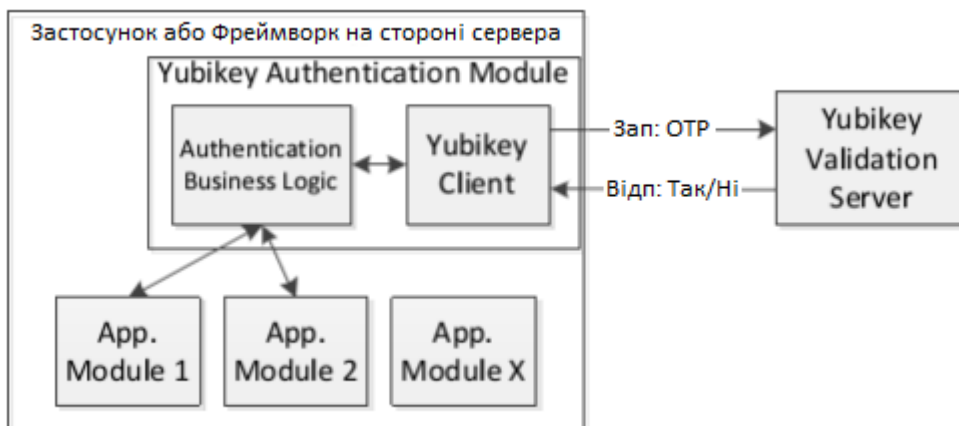 Застосунок або Фреймворк на стороні сервера
Yubikey Authentication Module
Authentication
Business Logic
Yubikey
Client
Зап: OTP
Відп: Так/Ні
Yubikey
Validation
Server
App.
Module 1
App.
Module 2
App.
Module X